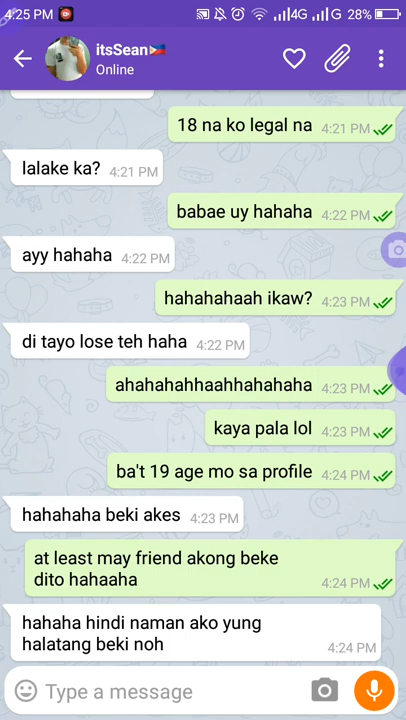 4:25 PM 4G G 28%
itsSean🇵🇭
Online
18 na ko legal na 4:21 PM
lalake ka? 4:21 PM
babae uy hahaha 4:22 PM
ayy hahaha 4:22 PM
hahahahaah ikaw? 4:23 PM
di tayo lose teh haha 4:22 PM
ahahahahhaahhahahaha 4:23 PM
kaya pala lol 4:23 PM
ba't 19 age mo sa profile 4:24 PM
hahahaha beki akes 4:23 PM
at least may friend akong beke
dito hahaaha 4:24 PM
hahaha hindi naman ako yung
halatang beki noh 4:24 PM
Type a message